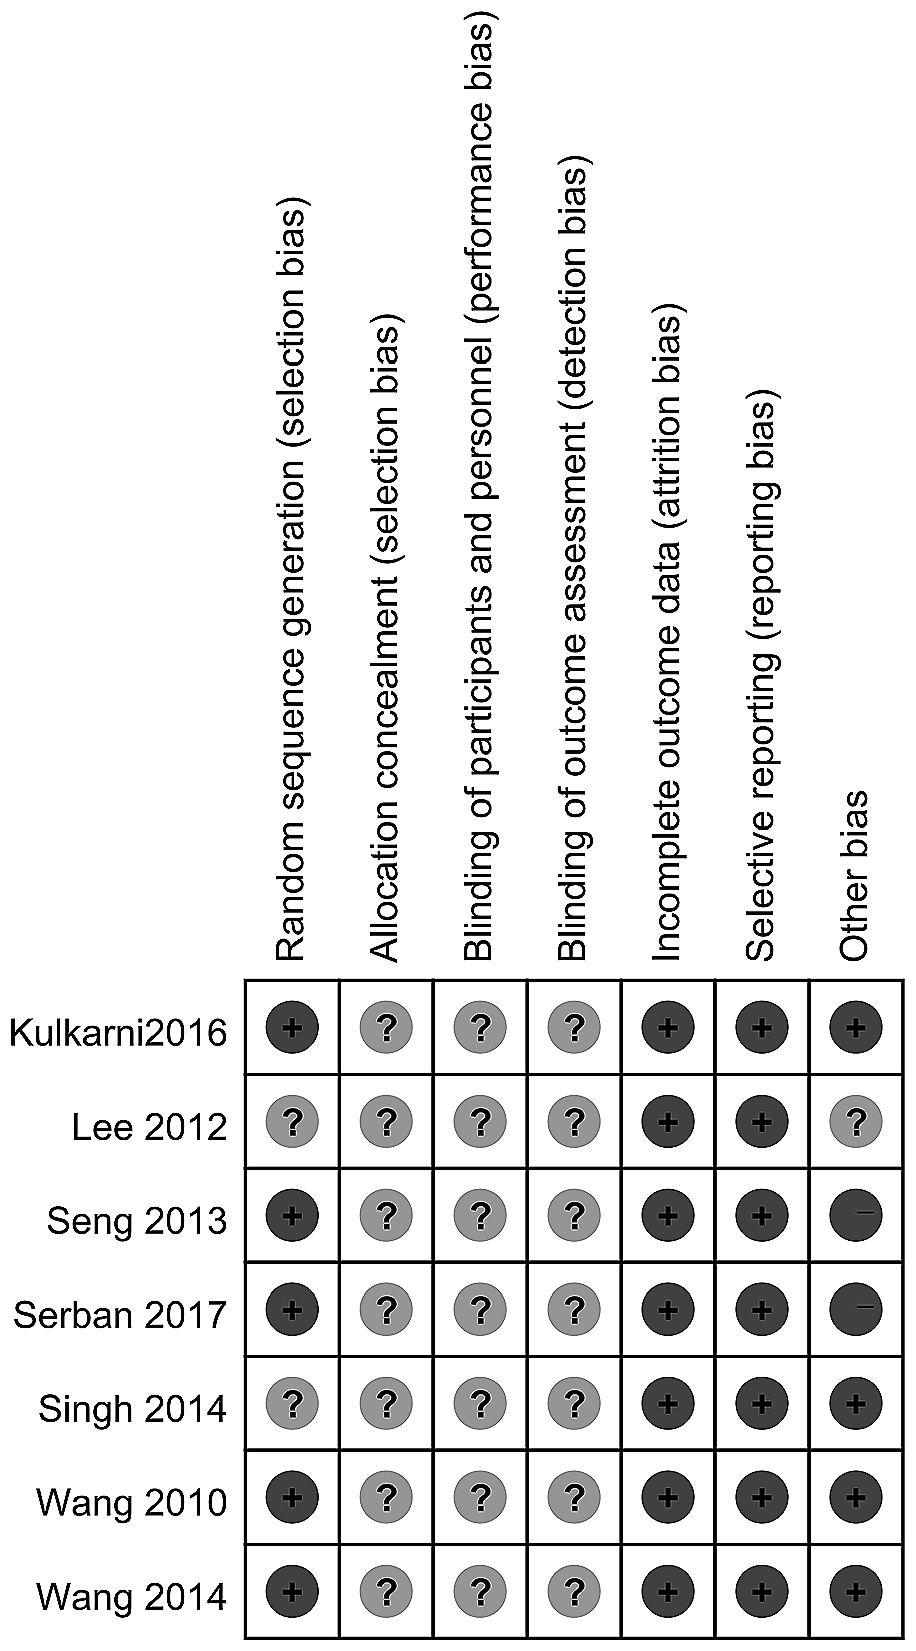 Random sequence generation (selection bias)
Allocation concealment (selection bias)
Blinding of participants and personnel (performance bias)
Blinding of outcome assessment (detection bias)
Incomplete outcome data (attrition bias)
Selective reporting (reporting bias)
Other bias
Kulkarni2016 + ? ? ? + + +
Lee 2012 ? ? ? ? + + ?
Seng 2013 + ? ? ? + + –
Serban 2017 + ? ? ? + + –
Singh 2014 ? ? ? ? + + +
Wang 2010 + ? ? ? + + +
Wang 2014 + ? ? ? + + +